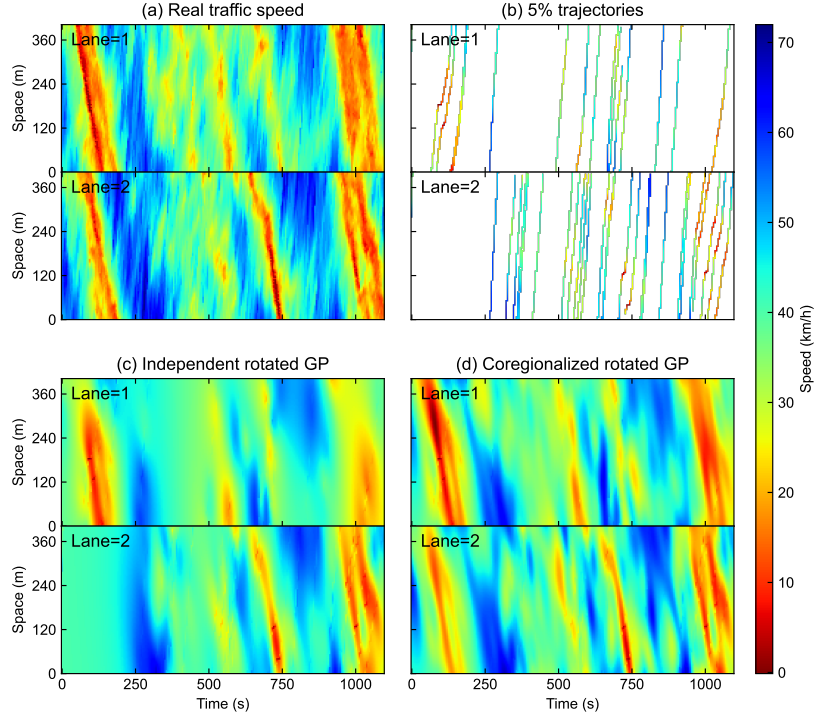 (a) Real traffic speed
(b) 5% trajectories
Lane=1
Lane=1
360
240
120
0
Space (m)
Lane=2
Lane=2
360
240
120
0
Space (m)
(c) Independent rotated GP
(d) Coregionalized rotated GP
Lane=1
Lane=1
360
240
120
0
Space (m)
Lane=2
Lane=2
360
240
120
0
Space (m)
0 250 500 750 1000
0 250 500 750 1000
Time (s)
Time (s)
70
60
50
40
30
20
10
0
Speed (km/h)